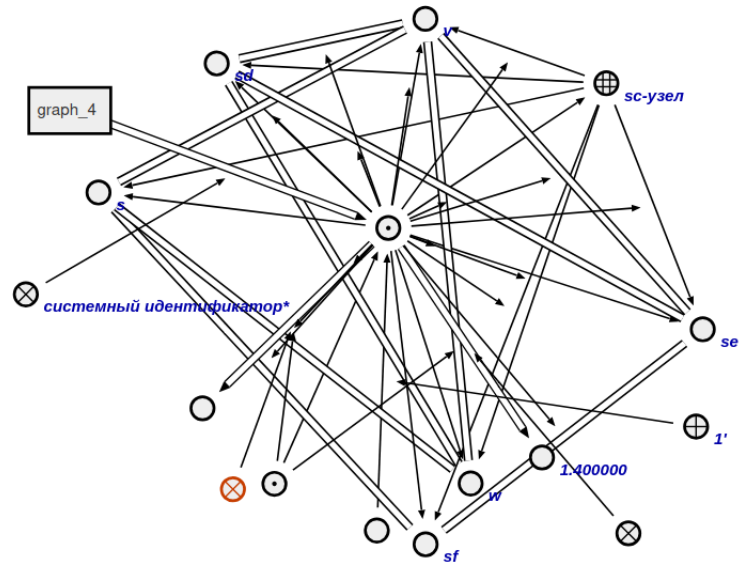 v
sd
sc-узел
graph_4
s
системный идентификатор*
se
1'
1.400000
w
sf